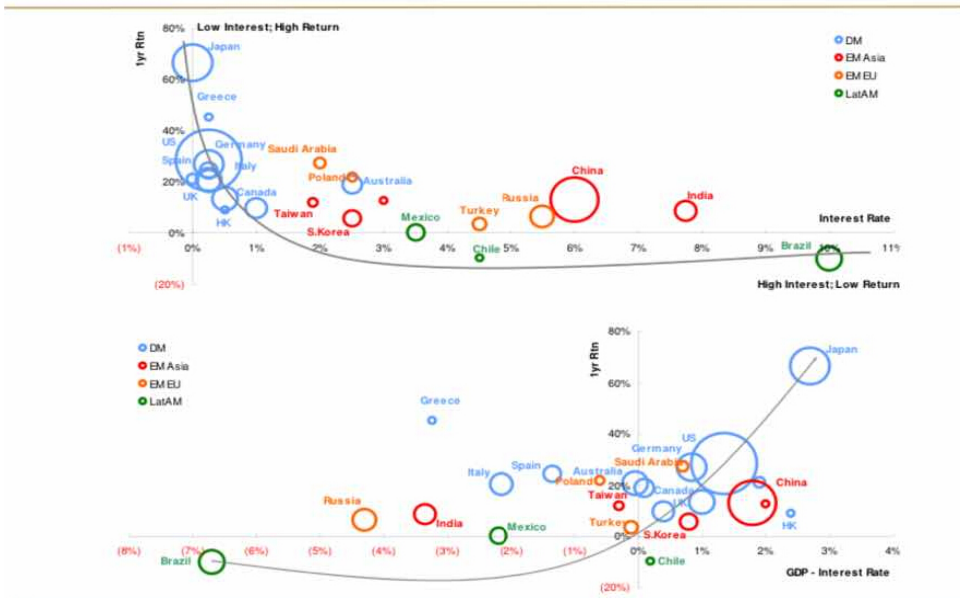 80%
Low Interest; High Return
1yr Rtn
Japan
DM
EM Asia
60%
EM EU
Greece
LatAM
40%
US
Germany
Saudi Arabia
Spain
Italy
Poland
Australia
China
20%
UK
Canada
Russia
India
HK
Taiwan
Mexico
Turkey
S.Korea
Interest Rate
0%
(1%) 0% 1% 2% 3% 4% 5% 6% 7% 8% 9% 10% 11%
Chile
Brazil
(20%)
High Interest; Low Return
80%
1yr Rtn
DM
Japan
EM Asia
EM EU
60%
LatAM
Greece
40%
US
Germany
Italy
Spain
Australia
Saudi Arabia
Poland
20%
China
Taiwan
Canada
Russia
UK
India
Mexico
Turkey
S.Korea
HK
0%
(8%) (7%) (6%) (5%) (4%) (3%) (2%) (1%) 0% 1% 2% 3% 4%
Brazil
Chile
GDP - Interest Rate
(20%)